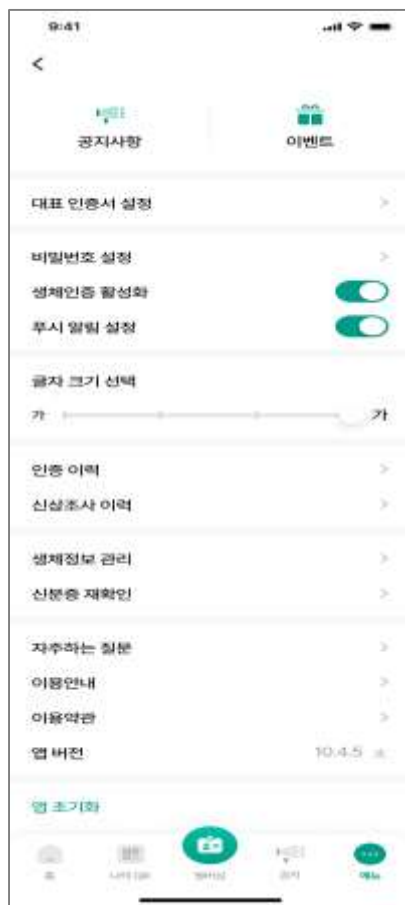 9:41
공지사항
이벤트
대표 인증서 설정
비밀번호 설정
생체인증 활성화
푸시 알림 설정
글자 크기 선택
가 가
인증 이력
신상조사 이력
생체정보 관리
신분증 재확인
자주하는 질문
이용안내
이용약관
앱 버전 10.4.5
앱 초기화
홈
공지
메뉴